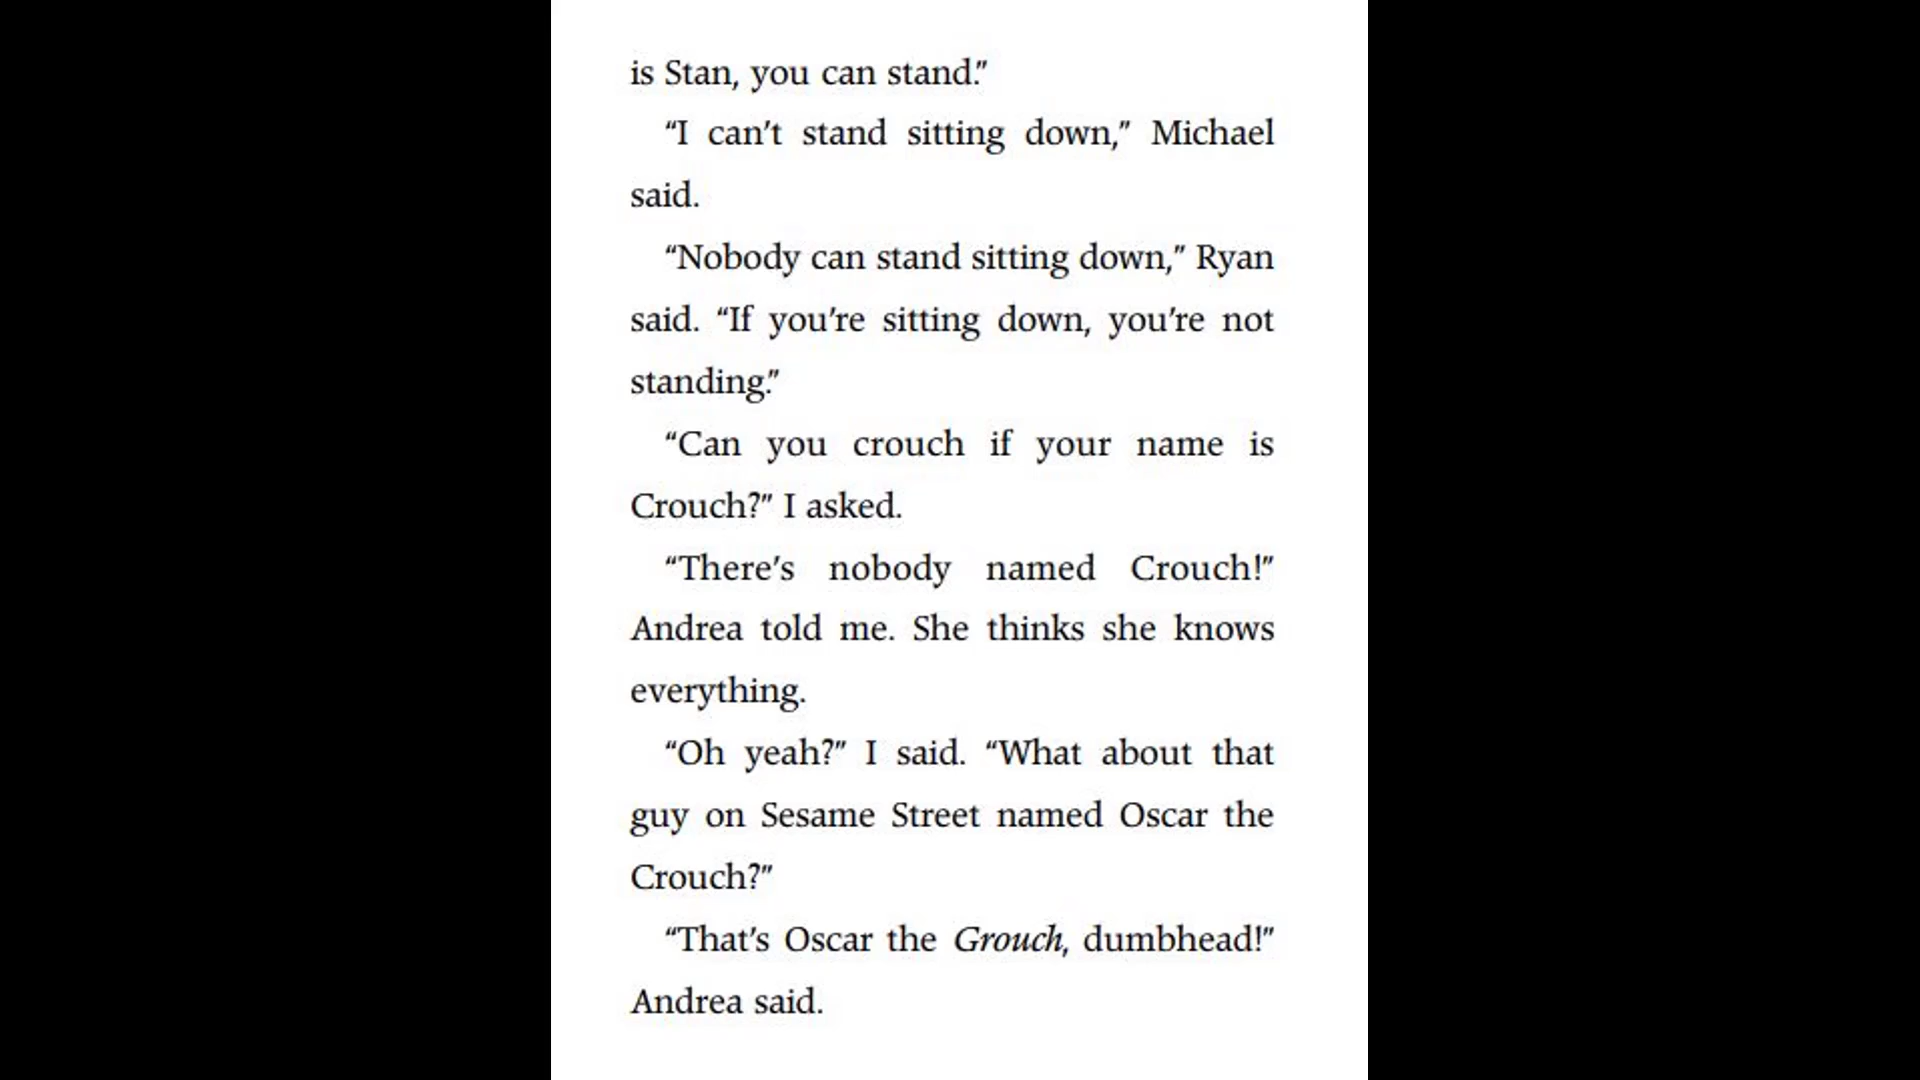 is Stan, you can stand.”
“I can’t stand sitting down,” Michael
said.
“Nobody can stand sitting down,” Ryan
said. “If you’re sitting down, you’re not
standing.”
“Can you crouch if your name is
Crouch?” I asked.
“There’s nobody named Crouch!”
Andrea told me. She thinks she knows
everything.
“Oh yeah?” I said. “What about that
guy on Sesame Street named Oscar the
Crouch?”
“That’s Oscar the Grouch, dumbhead!”
Andrea said.